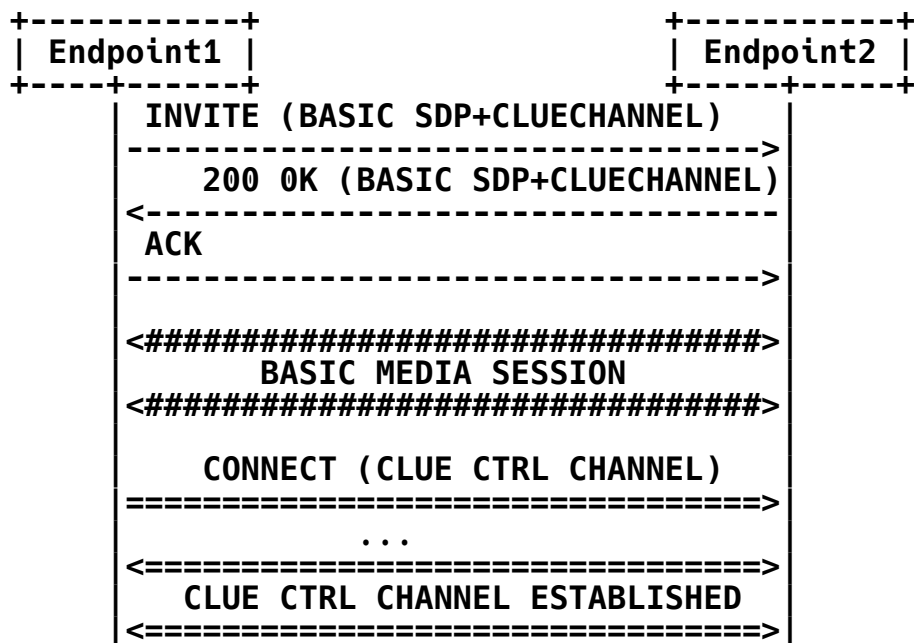 Endpoint1 Endpoint2
INVITE (BASIC SDP+CLUECHANNEL)
200 0K (BASIC SDP+CLUECHANNEL)
ACK
BASIC MEDIA SESSION
CONNECT (CLUE CTRL CHANNEL)
...
CLUE CTRL CHANNEL ESTABLISHED